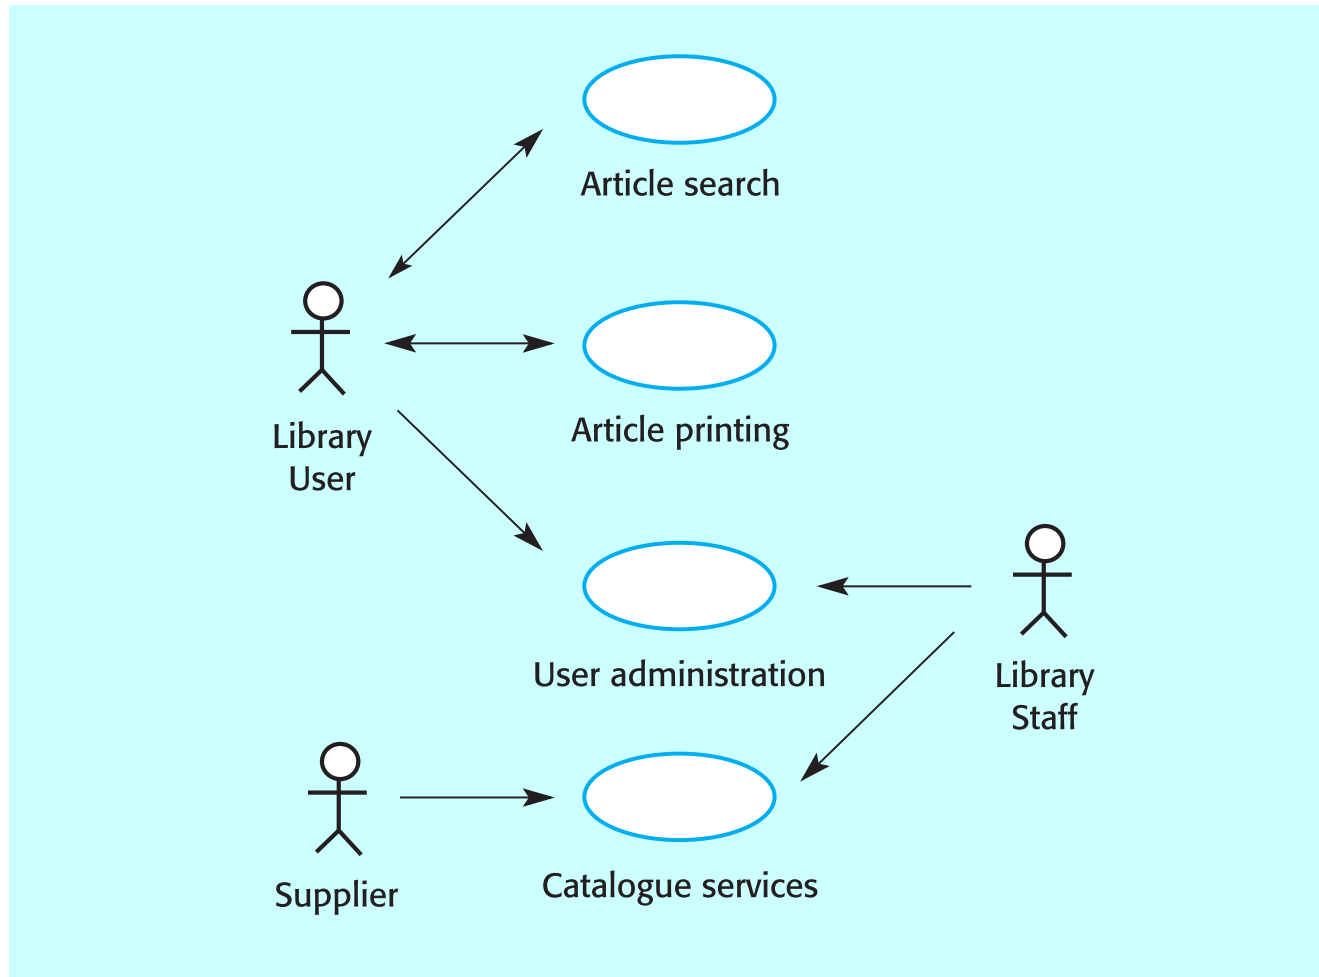 Article search
Article printing
Library
User
User administration
Library
Staff
Catalogue services
Supplier